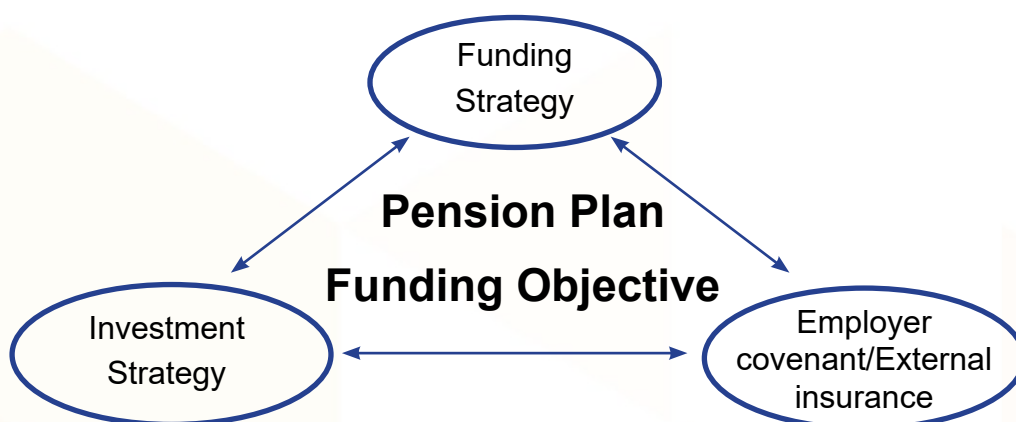 Funding
Strategy
Pension Plan
Funding Objective
Investment
Strategy
Employer
covenant/External
insurance